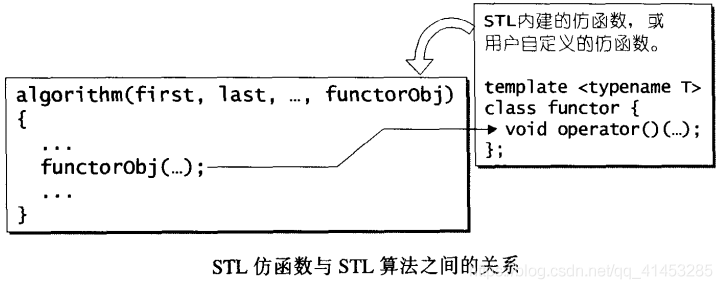 STL内建的仿函数，或
用户自定义的仿函数。
template <typename T>
class functor {
void operator()(…);
};
algorithm(first, last, …, functorObj)
{
...
functorObj(…);
...
}
STL 仿函数与 STL 算法之间的关系
https://blog.csdn.net/qq_41453285